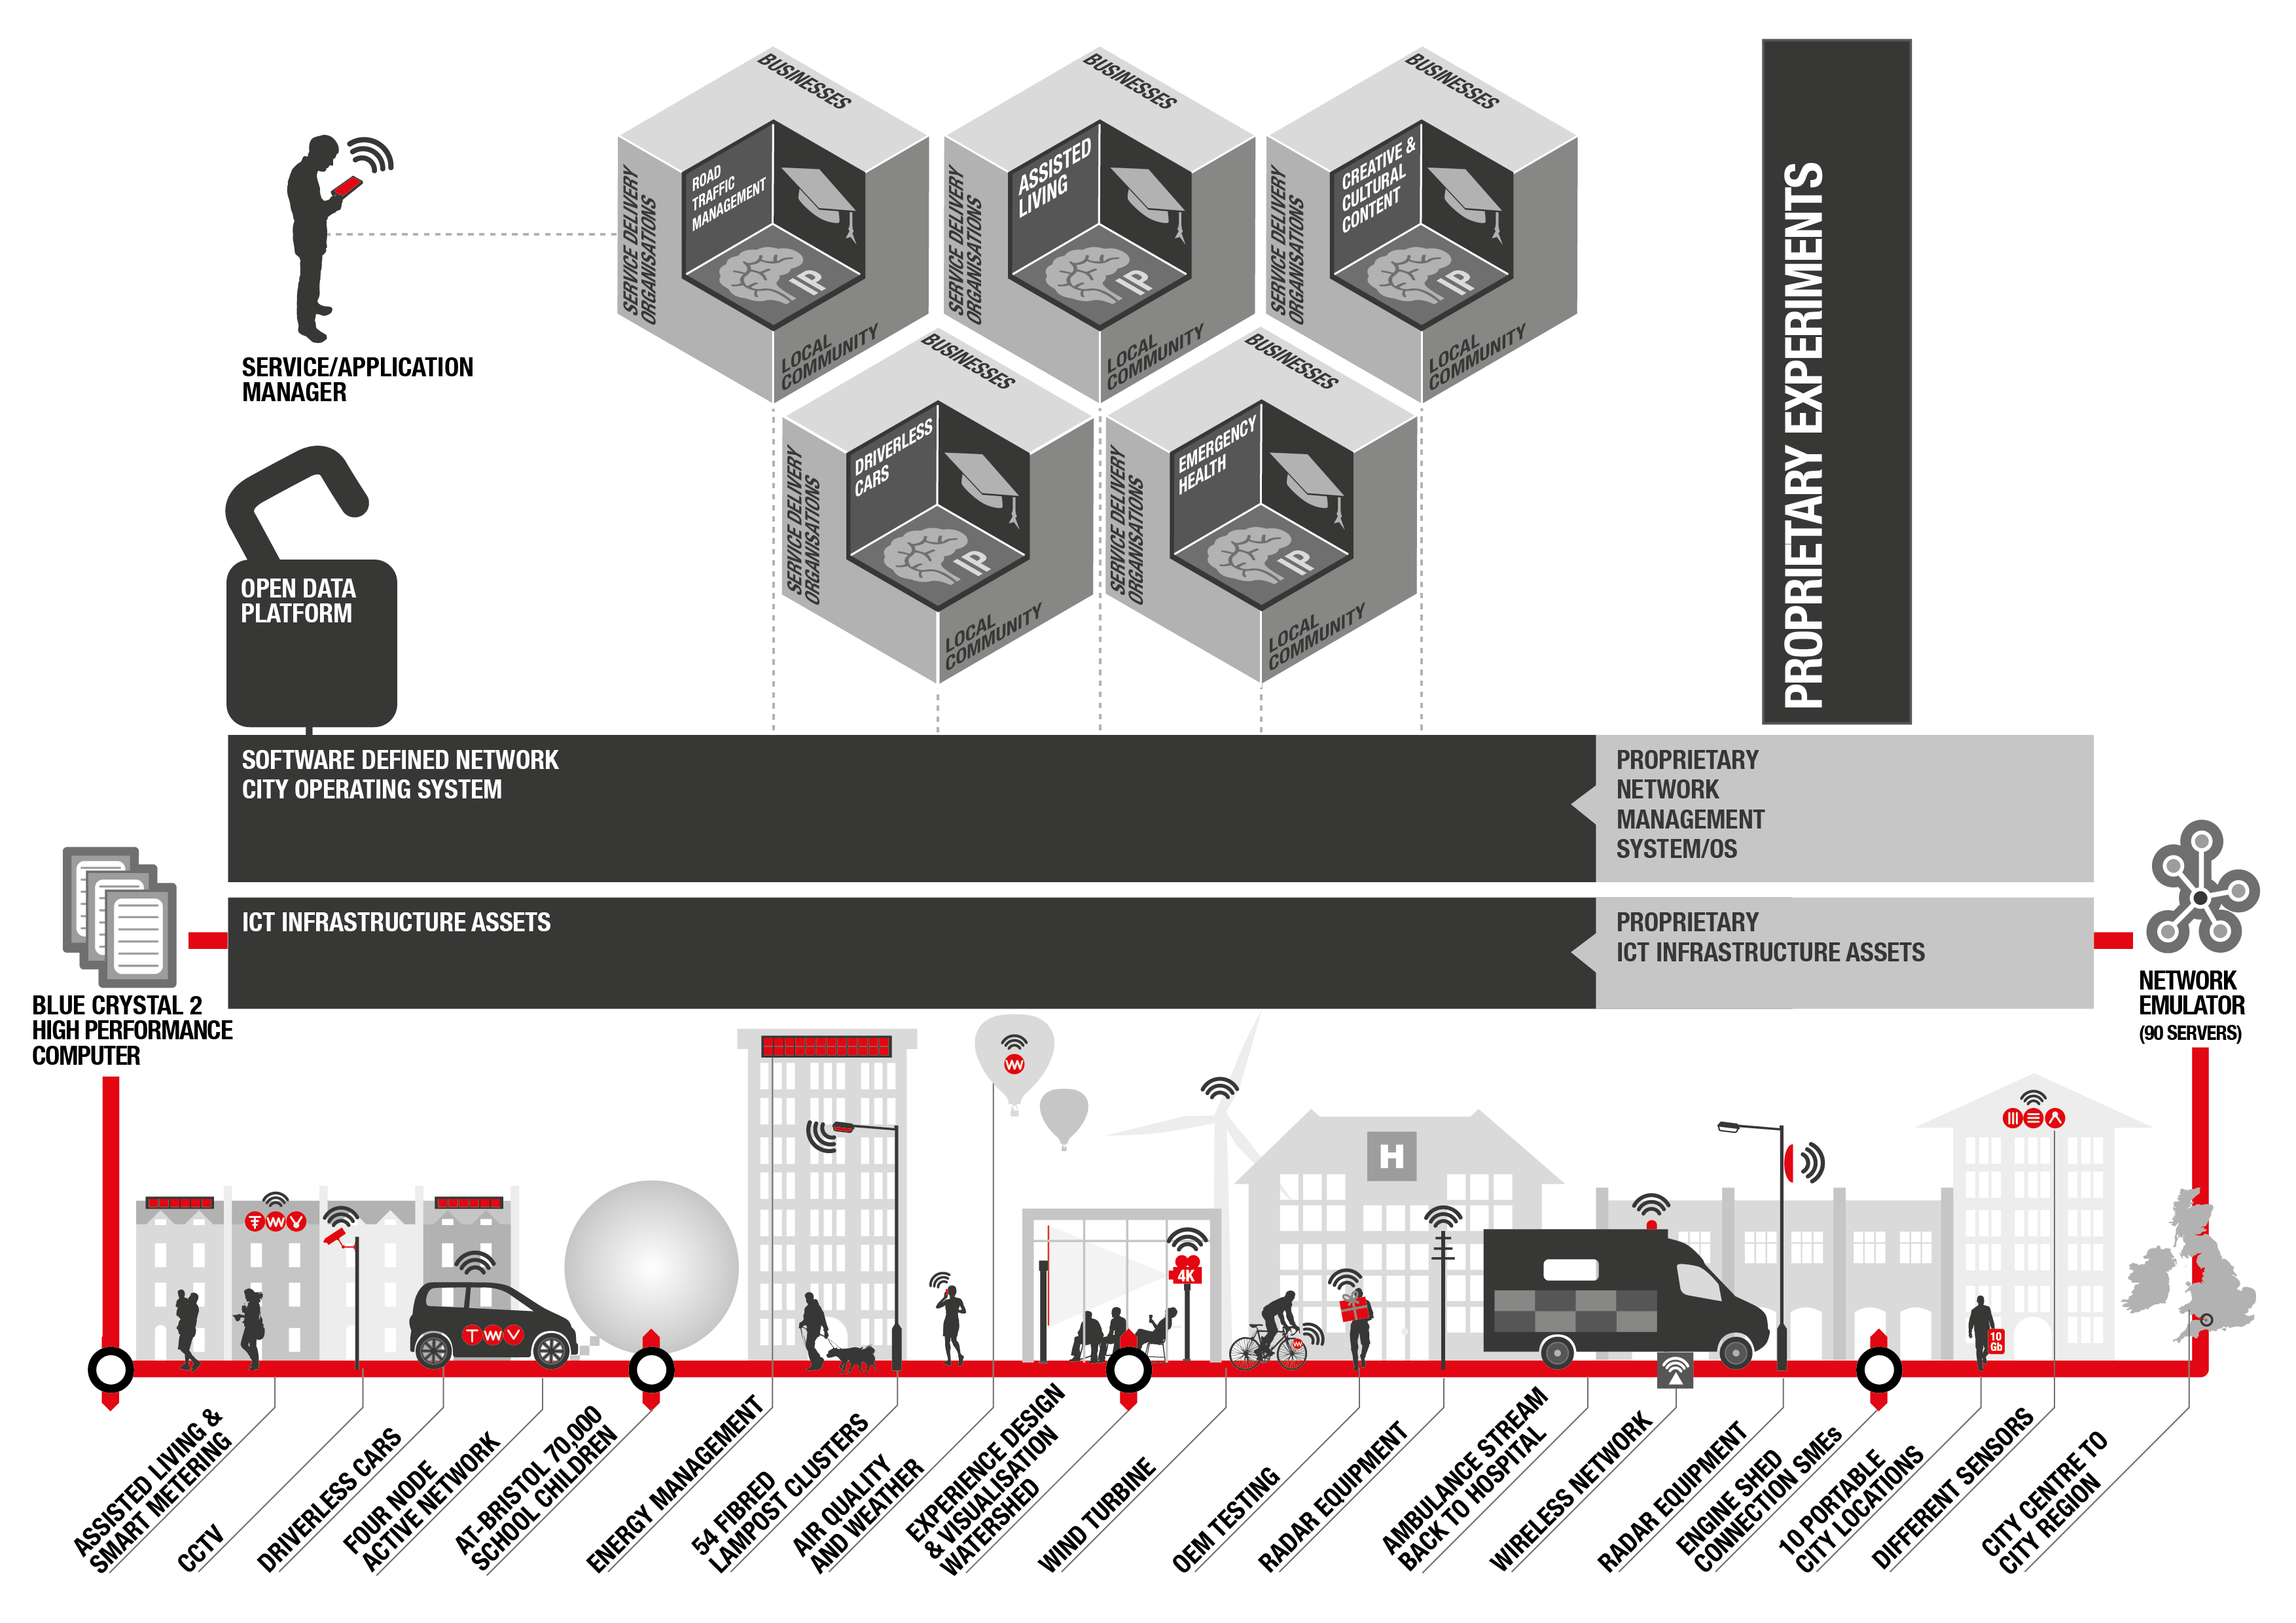 BUSINESSES
SERVICE DELIVERY
ORGANISATIONS
ROAD
TRAFFIC
MANAGEMENT
IP
LOCAL
COMMUNITY
BUSINESSES
SERVICE DELIVERY
ORGANISATIONS
ASSISTED
LIVING
IP
LOCAL
COMMUNITY
BUSINESSES
SERVICE DELIVERY
ORGANISATIONS
CREATIVE &
CULTURAL
CONTENT
IP
LOCAL
COMMUNITY
PROPRIETARY EXPERIMENTS
SERVICE/APPLICATION
MANAGER
BUSINESSES
SERVICE DELIVERY
ORGANISATIONS
DRIVERLESS
CARS
IP
LOCAL
COMMUNITY
BUSINESSES
SERVICE DELIVERY
ORGANISATIONS
EMERGENCY
HEALTH
IP
LOCAL
COMMUNITY
OPEN DATA
PLATFORM
SOFTWARE DEFINED NETWORK
CITY OPERATING SYSTEM
PROPRIETARY
NETWORK
MANAGEMENT
SYSTEM/OS
ICT INFRASTRUCTURE ASSETS
PROPRIETARY
ICT INFRASTRUCTURE ASSETS
BLUE CRYSTAL 2
HIGH PERFORMANCE
COMPUTER
NETWORK
EMULATOR
(90 SERVERS)
H
4K
10
Gb
ASSISTED LIVING &
SMART METERING
CCTV
DRIVERLESS CARS
FOUR NODE
ACTIVE NETWORK
AT-BRISTOL 70,000
SCHOOL CHILDREN
ENERGY MANAGEMENT
54 FIBRED
LAMPOST CLUSTERS
AIR QUALITY
AND WEATHER
EXPERIENCE DESIGN
& VISUALISATION
WATERSHED
WIND TURBINE
OEM TESTING
RADAR EQUIPMENT
AMBULANCE STREAM
BACK TO HOSPITAL
WIRELESS NETWORK
RADAR EQUIPMENT
ENGINE SHED
CONNECTION SMEs
10 PORTABLE
CITY LOCATIONS
DIFFERENT SENSORS
CITY CENTRE TO
CITY REGION